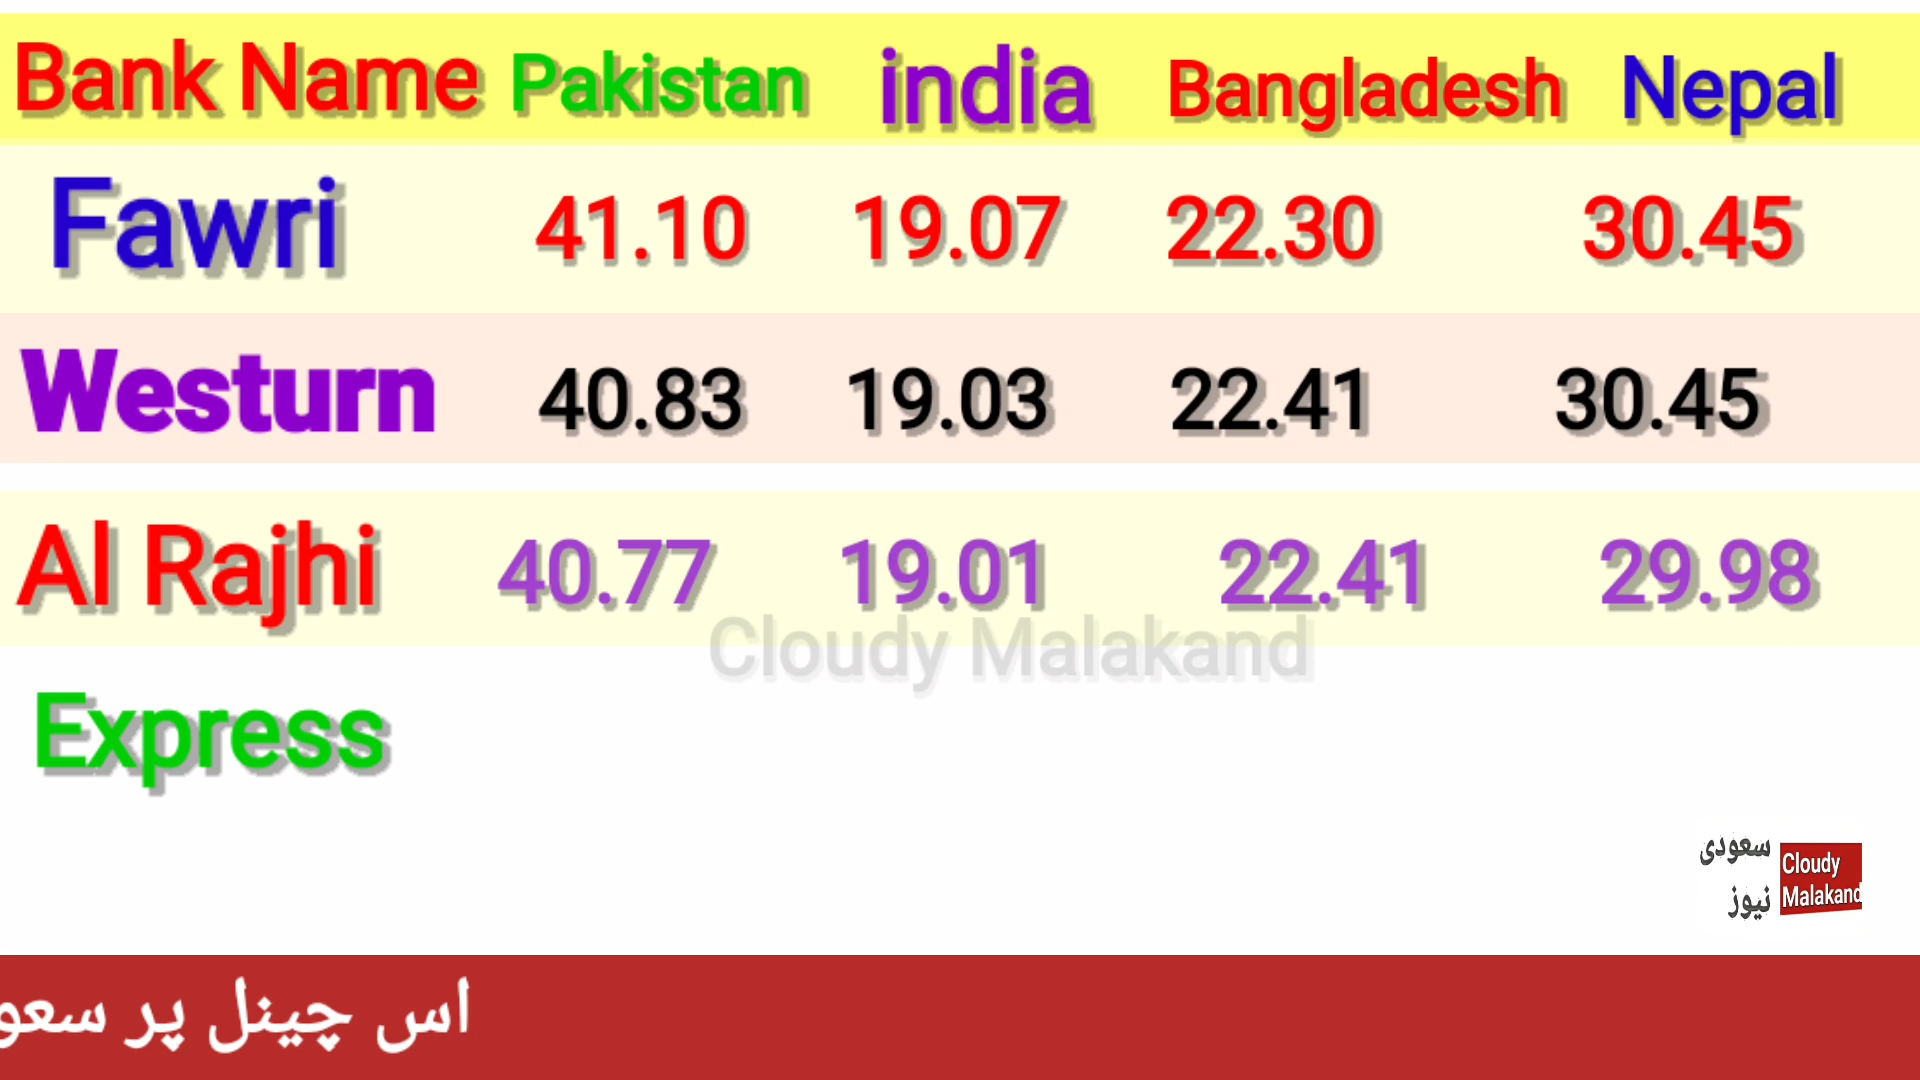 Bank Name Pakistan india Bangladesh Nepal
Fawri 41.10 19.07 22.30 30.45
Westurn 40.83 19.03 22.41 30.45
Al Rajhi 40.77 19.01 22.41 29.98
Cloudy Malakand
Express
سعودی
نیوز
Cloudy
Malakand
اس چینل پر سعو